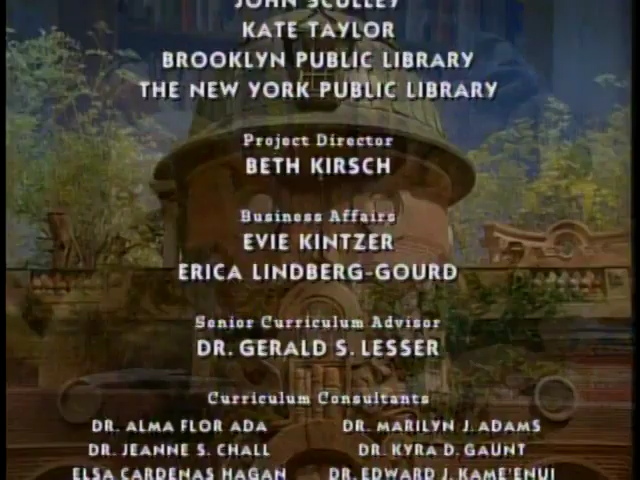 JOHN SCULLEY
KATE TAYLOR
BROOKLYN PUBLIC LIBRARY
THE NEW YORK PUBLIC LIBRARY
Project Director
BETH KIRSCH
Business Affairs
EVIE KINTZER
ERICA LINDBERG-GOURD
Senior Curriculum Advisor
DR. GERALD S. LESSER
Curriculum Consultants
DR. ALMA FLOR ADA
DR. MARILYN J. ADAMS
DR. JEANNE S. CHALL
DR. KYRA D. GAUNT
ELSA CARDENAS HAGAN
DR. EDWARD J. KAME'ENUI